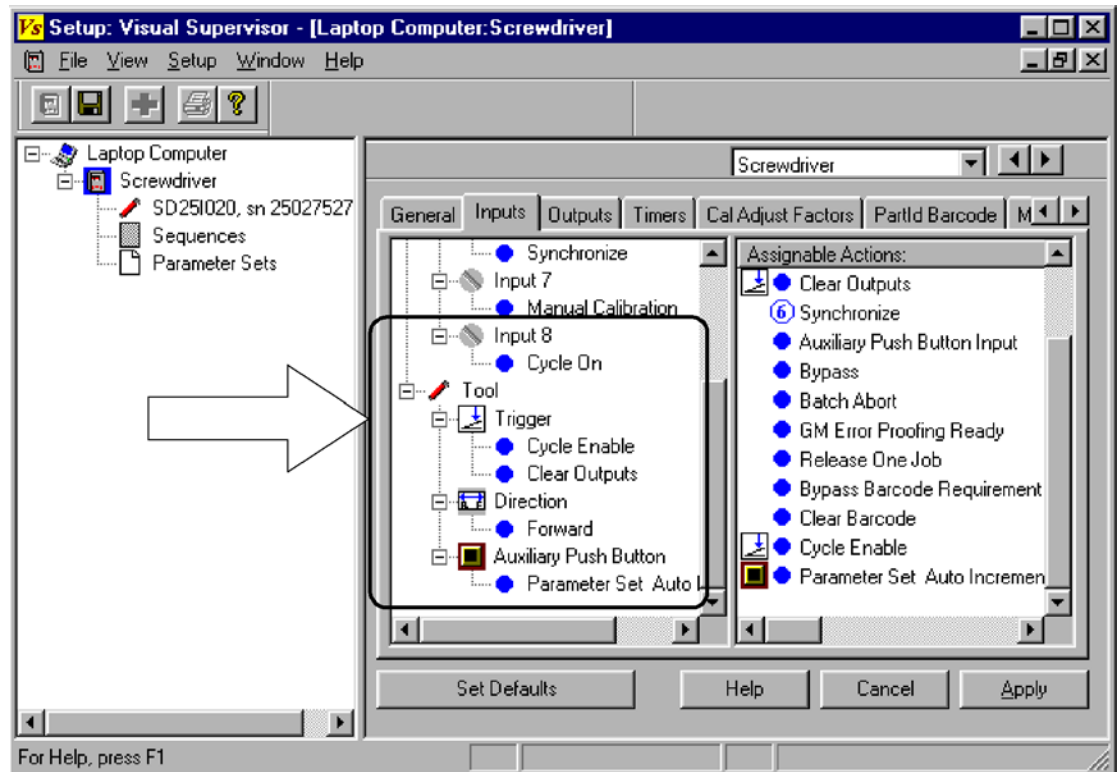 Vs Setup: Visual Supervisor - [Laptop Computer:Screwdriver]
File View Setup Window Help
Laptop Computer
Screwdriver
SD25I020, sn 25027527
Sequences
Parameter Sets
Screwdriver
General Inputs Outputs Timers Cal Adjust Factors PartId Barcode M
Synchronize
Input 7
Manual Calibration
Input 8
Cycle On
Tool
Trigger
Cycle Enable
Clear Outputs
Direction
Forward
Auxiliary Push Button
Parameter Set Auto I
Assignable Actions:
Clear Outputs
6 Synchronize
Auxiliary Push Button Input
Bypass
Batch Abort
GM Error Proofing Ready
Release One Job
Bypass Barcode Requirement
Clear Barcode
Cycle Enable
Parameter Set Auto Incremen
Set Defaults Help Cancel Apply
For Help, press F1